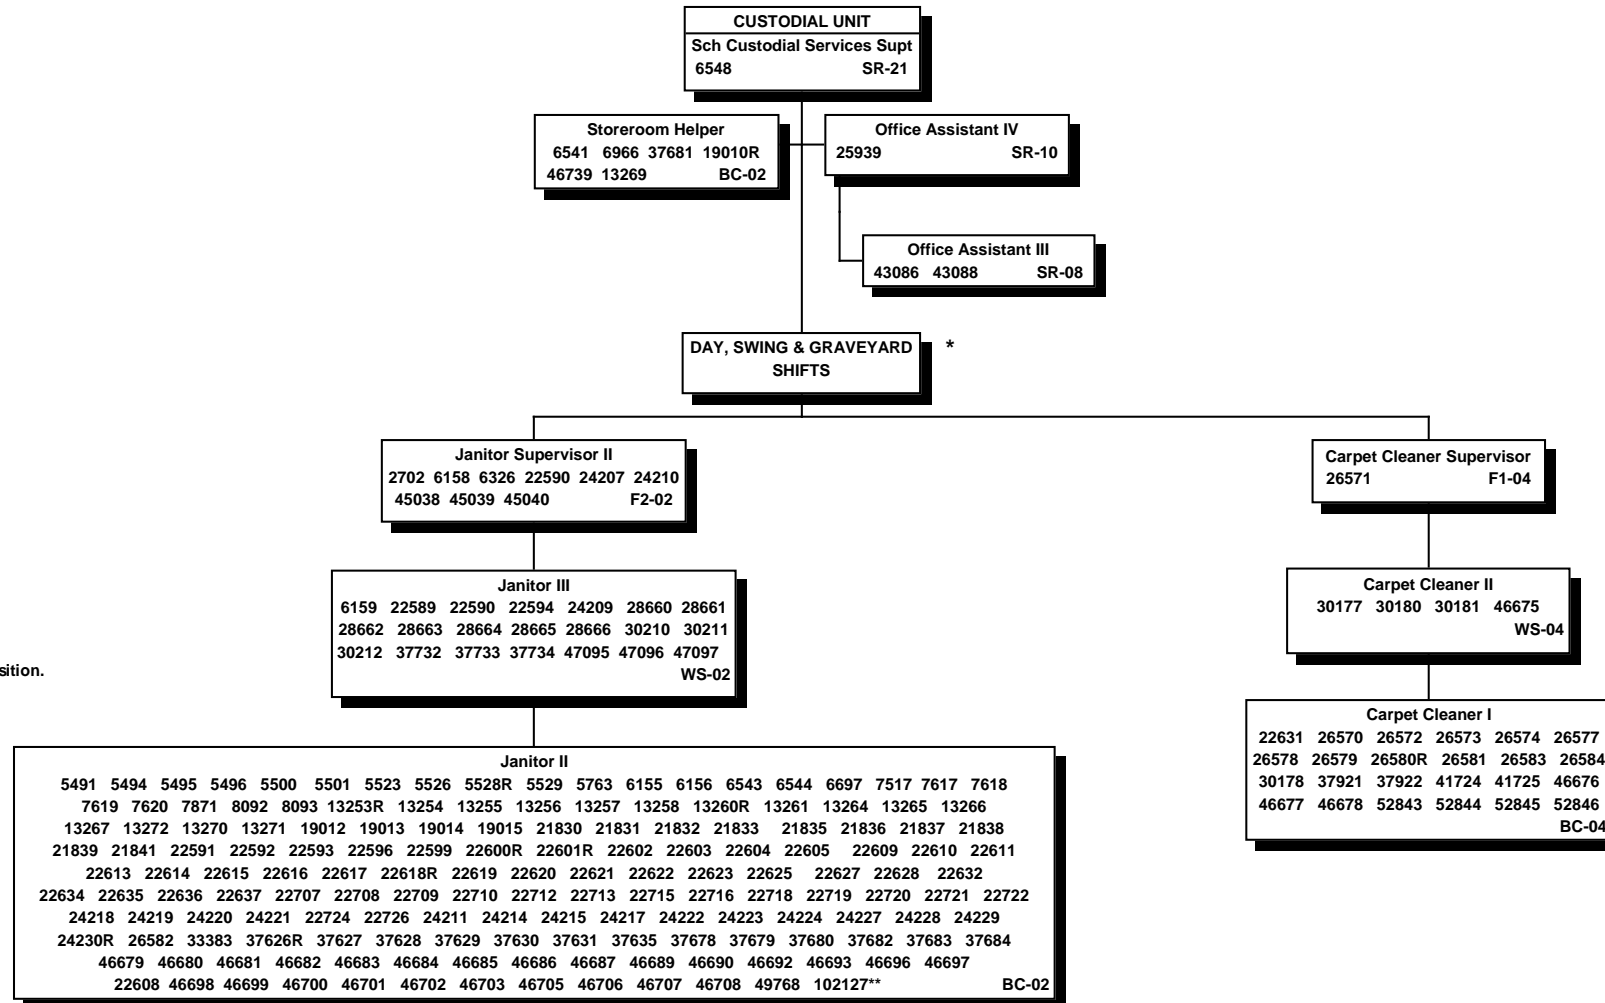 CUSTODIAL UNIT
Sch Custodial Services Supt
6548 SR-21
Storeroom Helper
6541 6966 37681 19010R
46739 13269 BC-02
Office Assistant IV
25939 SR-10
Office Assistant III
43086 43088 SR-08
DAY, SWING & GRAVEYARD *
SHIFTS
Janitor Supervisor II
2702 6158 6326 22590 24207 24210
45038 45039 45040 F2-02
Carpet Cleaner Supervisor
26571 F1-04
Janitor III
6159 22589 22590 22594 24209 28660 28661
28662 28663 28664 28665 28666 30210 30211
30212 37732 37733 37734 47095 47096 47097
WS-02
Carpet Cleaner II
30177 30180 30181 46675
WS-04
sition.
Janitor II
5491 5494 5495 5496 5500 5501 5523 5526 5528R 5529 5763 6155 6156 6543 6544 6697 7517 7617 7618
7619 7620 7871 8092 8093 13253R 13254 13255 13256 13257 13258 13260R 13261 13264 13265 13266
13267 13272 13270 13271 19012 19013 19014 19015 21830 21831 21832 21833 21835 21836 21837 21838
21839 21841 22591 22592 22593 22596 22599 22600R 22601R 22602 22603 22604 22605 22609 22610 22611
22613 22614 22615 22616 22617 22618R 22619 22620 22621 22622 22623 22625 22627 22628 22632
22634 22635 22636 22637 22707 22708 22709 22710 22712 22713 22715 22716 22718 22719 22720 22721 22722
24218 24219 24220 24221 22724 22726 24211 24214 24215 24217 24222 24223 24224 24227 24228 24229
24230R 26582 33383 37626R 37627 37628 37629 37630 37631 37635 37678 37679 37680 37682 37683 37684
46679 46680 46681 46682 46683 46684 46685 46686 46687 46689 46690 46692 46693 46696 46697
22608 46698 46699 46700 46701 46702 46703 46705 46706 46707 46708 49768 102127** BC-02
Carpet Cleaner I
22631 26570 26572 26573 26574 26577
26578 26579 26580R 26581 26583 26584
30178 37921 37922 41724 41725 46676
46677 46678 52843 52844 52845 52846
BC-04